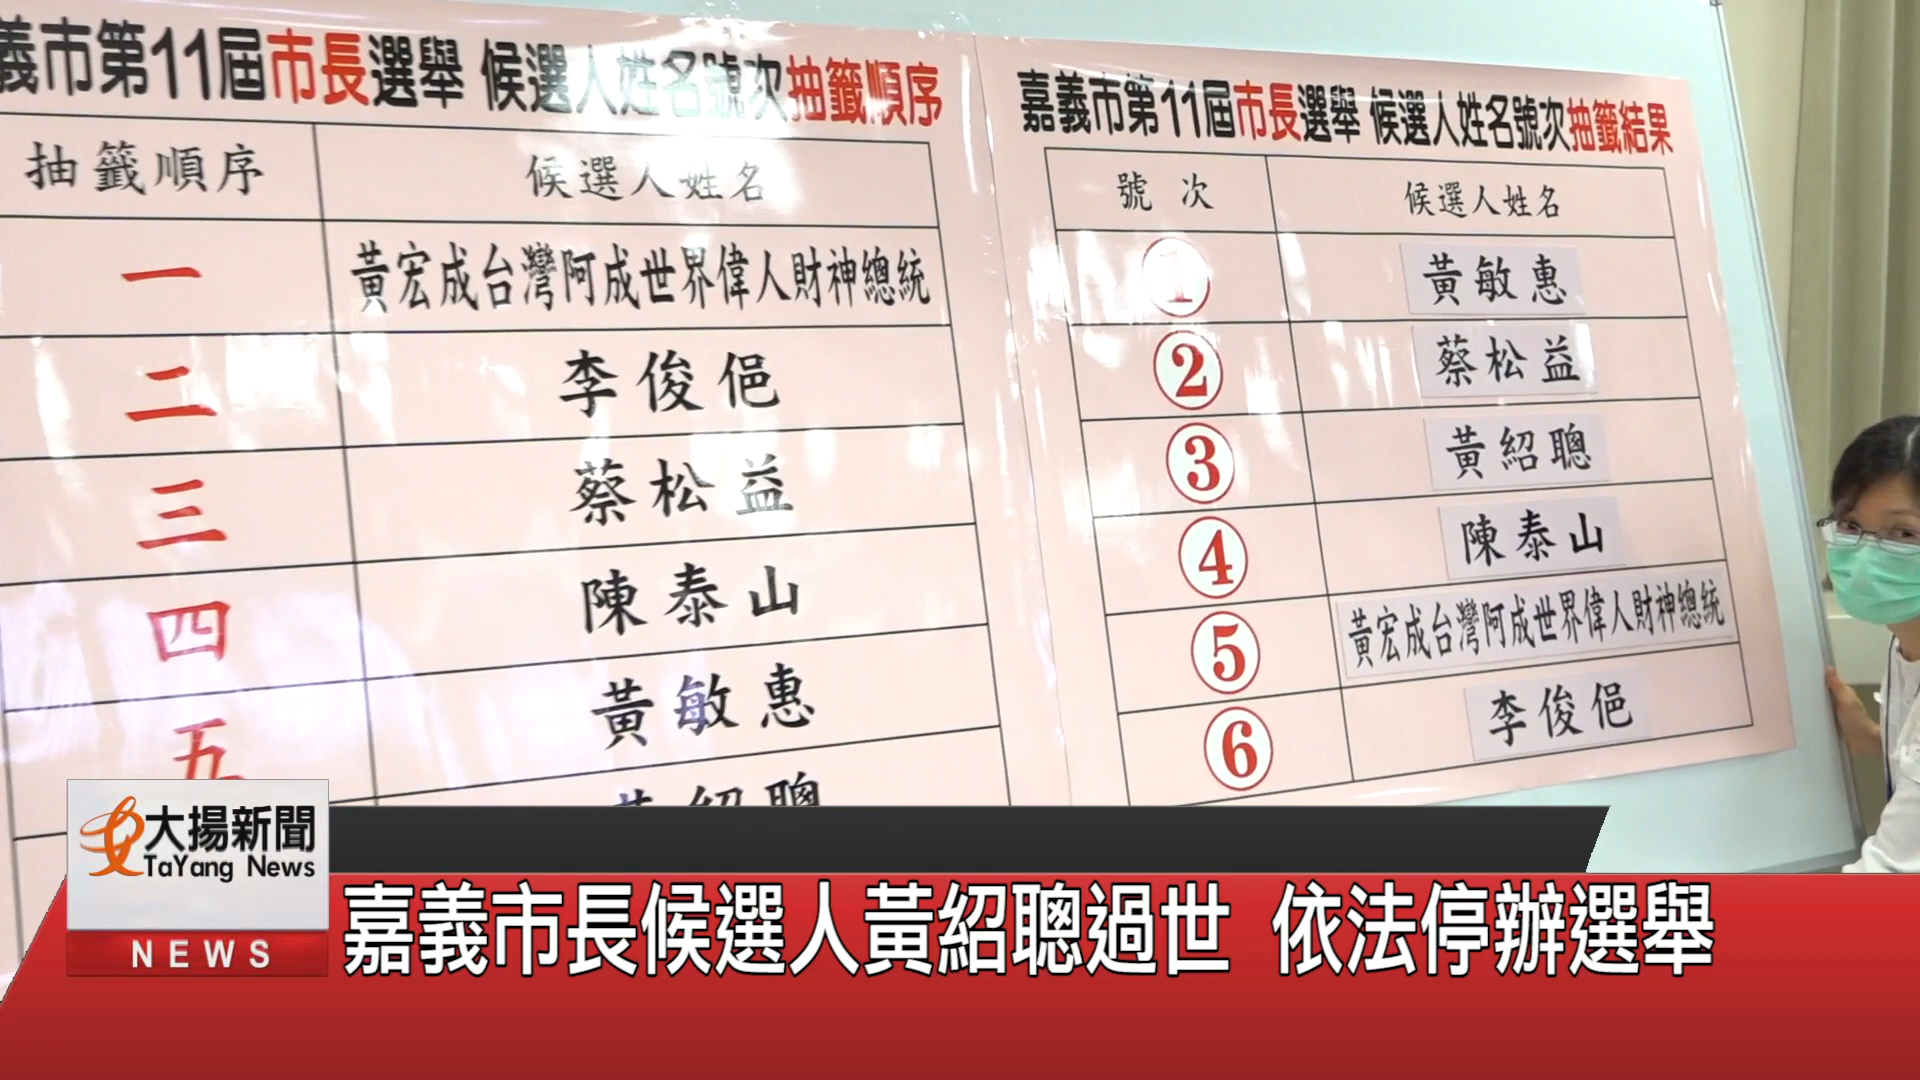 義市第11屆市長選舉 候選人姓名號次抽籤順序
抽籤順序 候選人姓名
一 黃宏成台灣阿成世界偉人財神總統
二 李俊俋
三 蔡松益
四 陳泰山
五 黃敏惠
黃紹聰
嘉義市第11屆市長選舉 候選人姓名號次抽籤結果
號次 候選人姓名
1 黃敏惠
2 蔡松益
3 黃紹聰
4 陳泰山
5 黃宏成台灣阿成世界偉人財神總統
6 李俊俋
大揚新聞
TaYang News
NEWS
嘉義市長候選人黃紹聰過世 依法停辦選舉